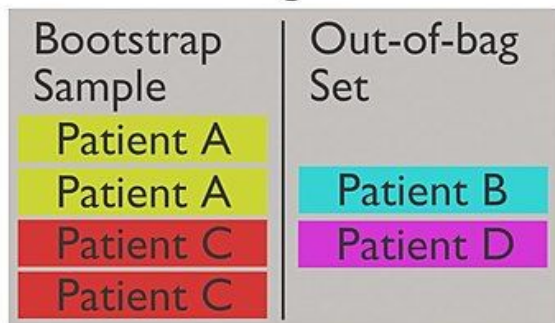 Bootstrap
Sample
Patient A
Patient A
Patient C
Patient C
Out-of-bag
Set
Patient B
Patient D